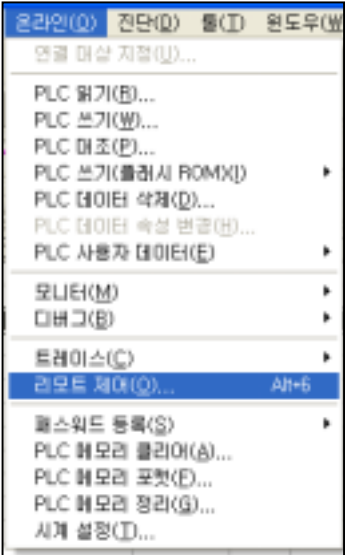 온라인(O) 진단(D) 툴(T) 윈도우(W
연결 대상 지정(U)...
PLC 읽기(R)...
PLC 쓰기(W)...
PLC 대조(P)...
PLC 쓰기(플래시 ROMX)
PLC 데이터 삭제(D)...
PLC 데이터 속성 변경(H)...
PLC 사용자 데이터(E)
모니터(M)
디버그(B)
트레이스(C)
리모트 제어(O)... Alt+6
패스워드 등록(S)
PLC 메모리 클리어(A)...
PLC 메모리 포맷(F)...
PLC 메모리 정리(G)...
시계 설정(T)...